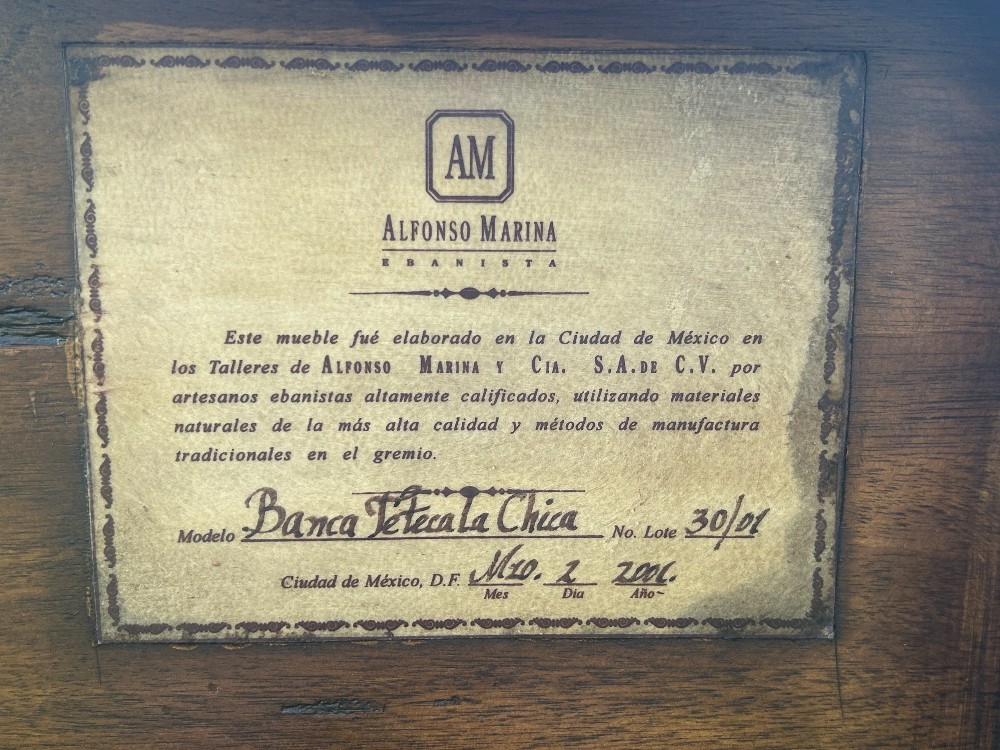 AM
ALFONSO MARINA
EBANISTA
Este mueble fué elaborado en la Ciudad de México en
los Talleres de ALFONSO MARINA Y CIA. S.A. DE C.V. por
artesanos ebanistas altamente calificados, utilizando materiales
naturales de la más alta calidad y métodos de manufactura
tradicionales en el gremio.
Modelo Banca Tetecala Chica No. Lote 30/01
Ciudad de México, D.F. Mzo. 2 2001.
Mes Dia Año